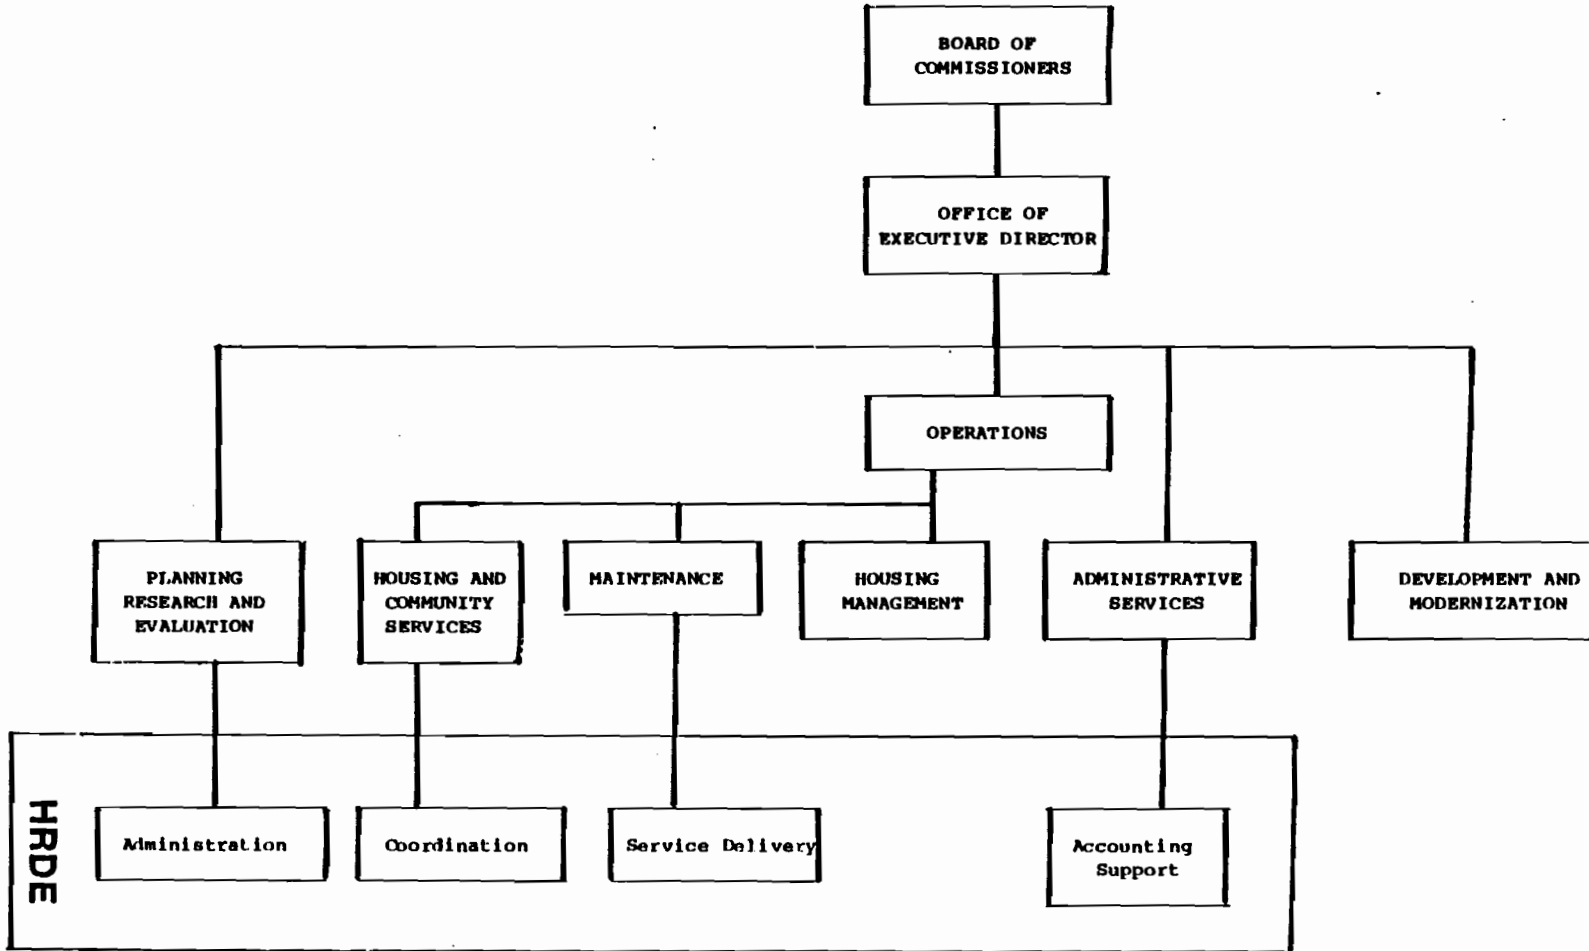 BOARD OF
COMMISSIONERS
OFFICE OF
EXECUTIVE DIRECTOR
OPERATIONS
PLANNING
RESEARCH AND
EVALUATION
HOUSING AND
COMMUNITY
SERVICES
MAINTENANCE
HOUSING
MANAGEMENT
ADMINISTRATIVE
SERVICES
DEVELOPMENT AND
MODERNIZATION
HRDE
Administration
Coordination
Service Delivery
Accounting
Support